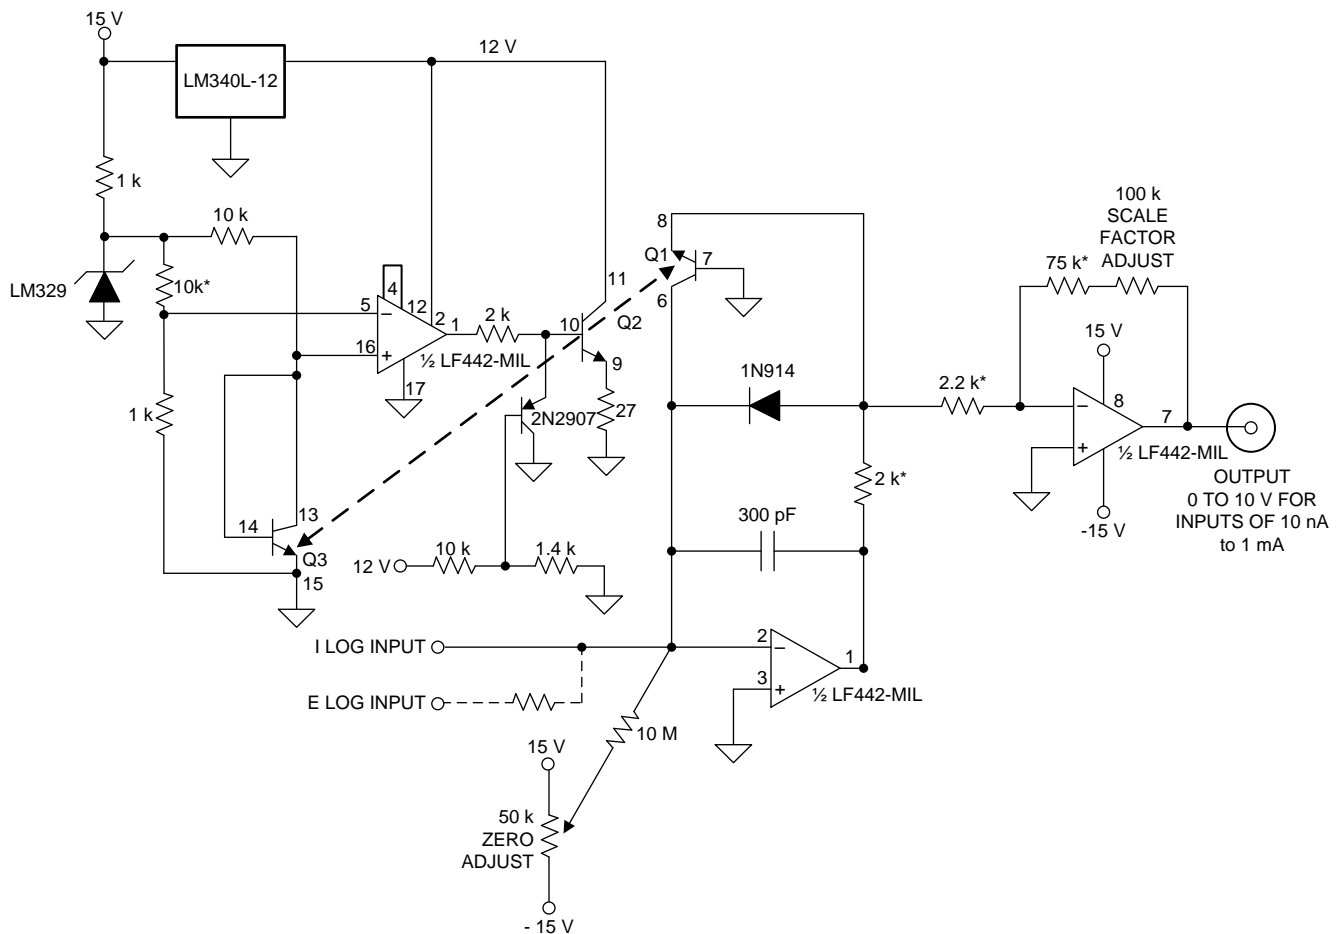 15 V
LM340L-12
12 V
1 k
10 k
LM329
10k*
1 k
4
12
5
2
1
16
17
½ LF442-MIL
2 k
10
11
Q2
9
27
2N2907
14
13
Q3
15
12 V
10 k
1.4 k
8
Q1
7
6
1N914
2 k*
300 pF
I LOG INPUT
E LOG INPUT
2
3
1
½ LF442-MIL
10 M
15 V
50 k
ZERO
ADJUST
- 15 V
2.2 k*
75 k*
100 k
SCALE
FACTOR
ADJUST
15 V
8
7
½ LF442-MIL
-15 V
OUTPUT
0 TO 10 V FOR
INPUTS OF 10 nA
to 1 mA